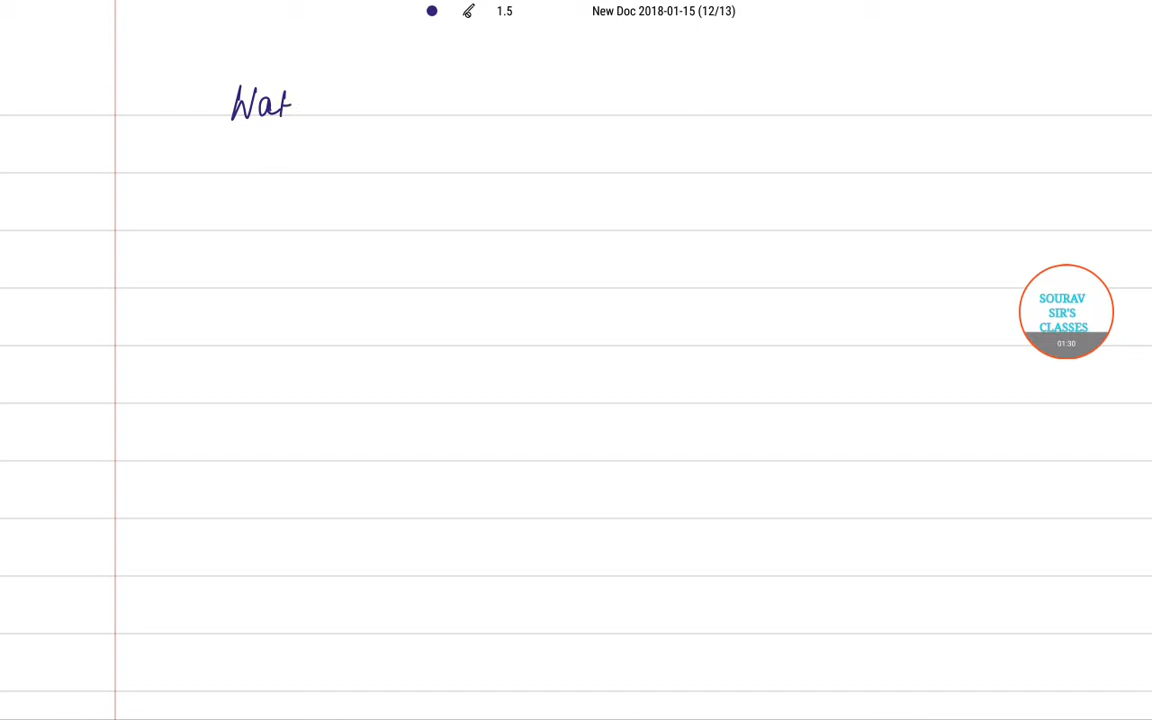 1.5 New Doc 2018-01-15 (12/13)
Wat
SOURAV
SIR'S
CLASSES
01:30